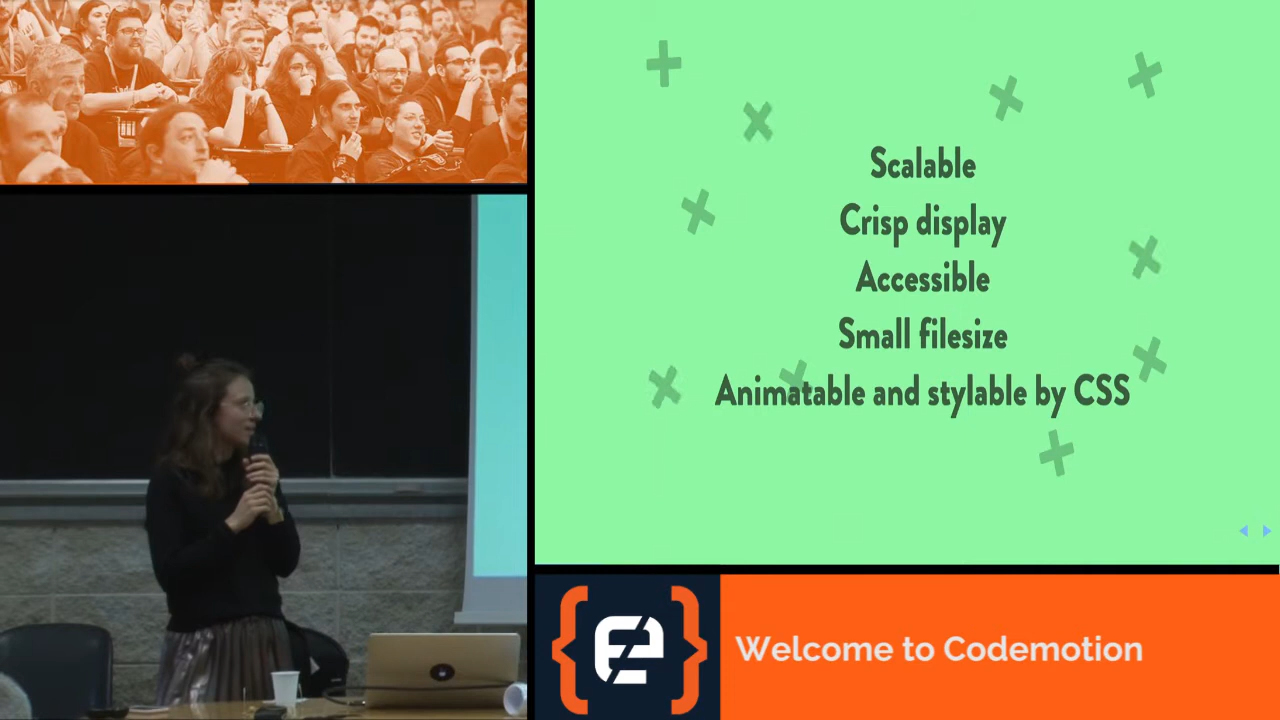 Scalable
Crisp display
Accessible
Small filesize
Animatable and stylable by CSS
Welcome to Codemotion